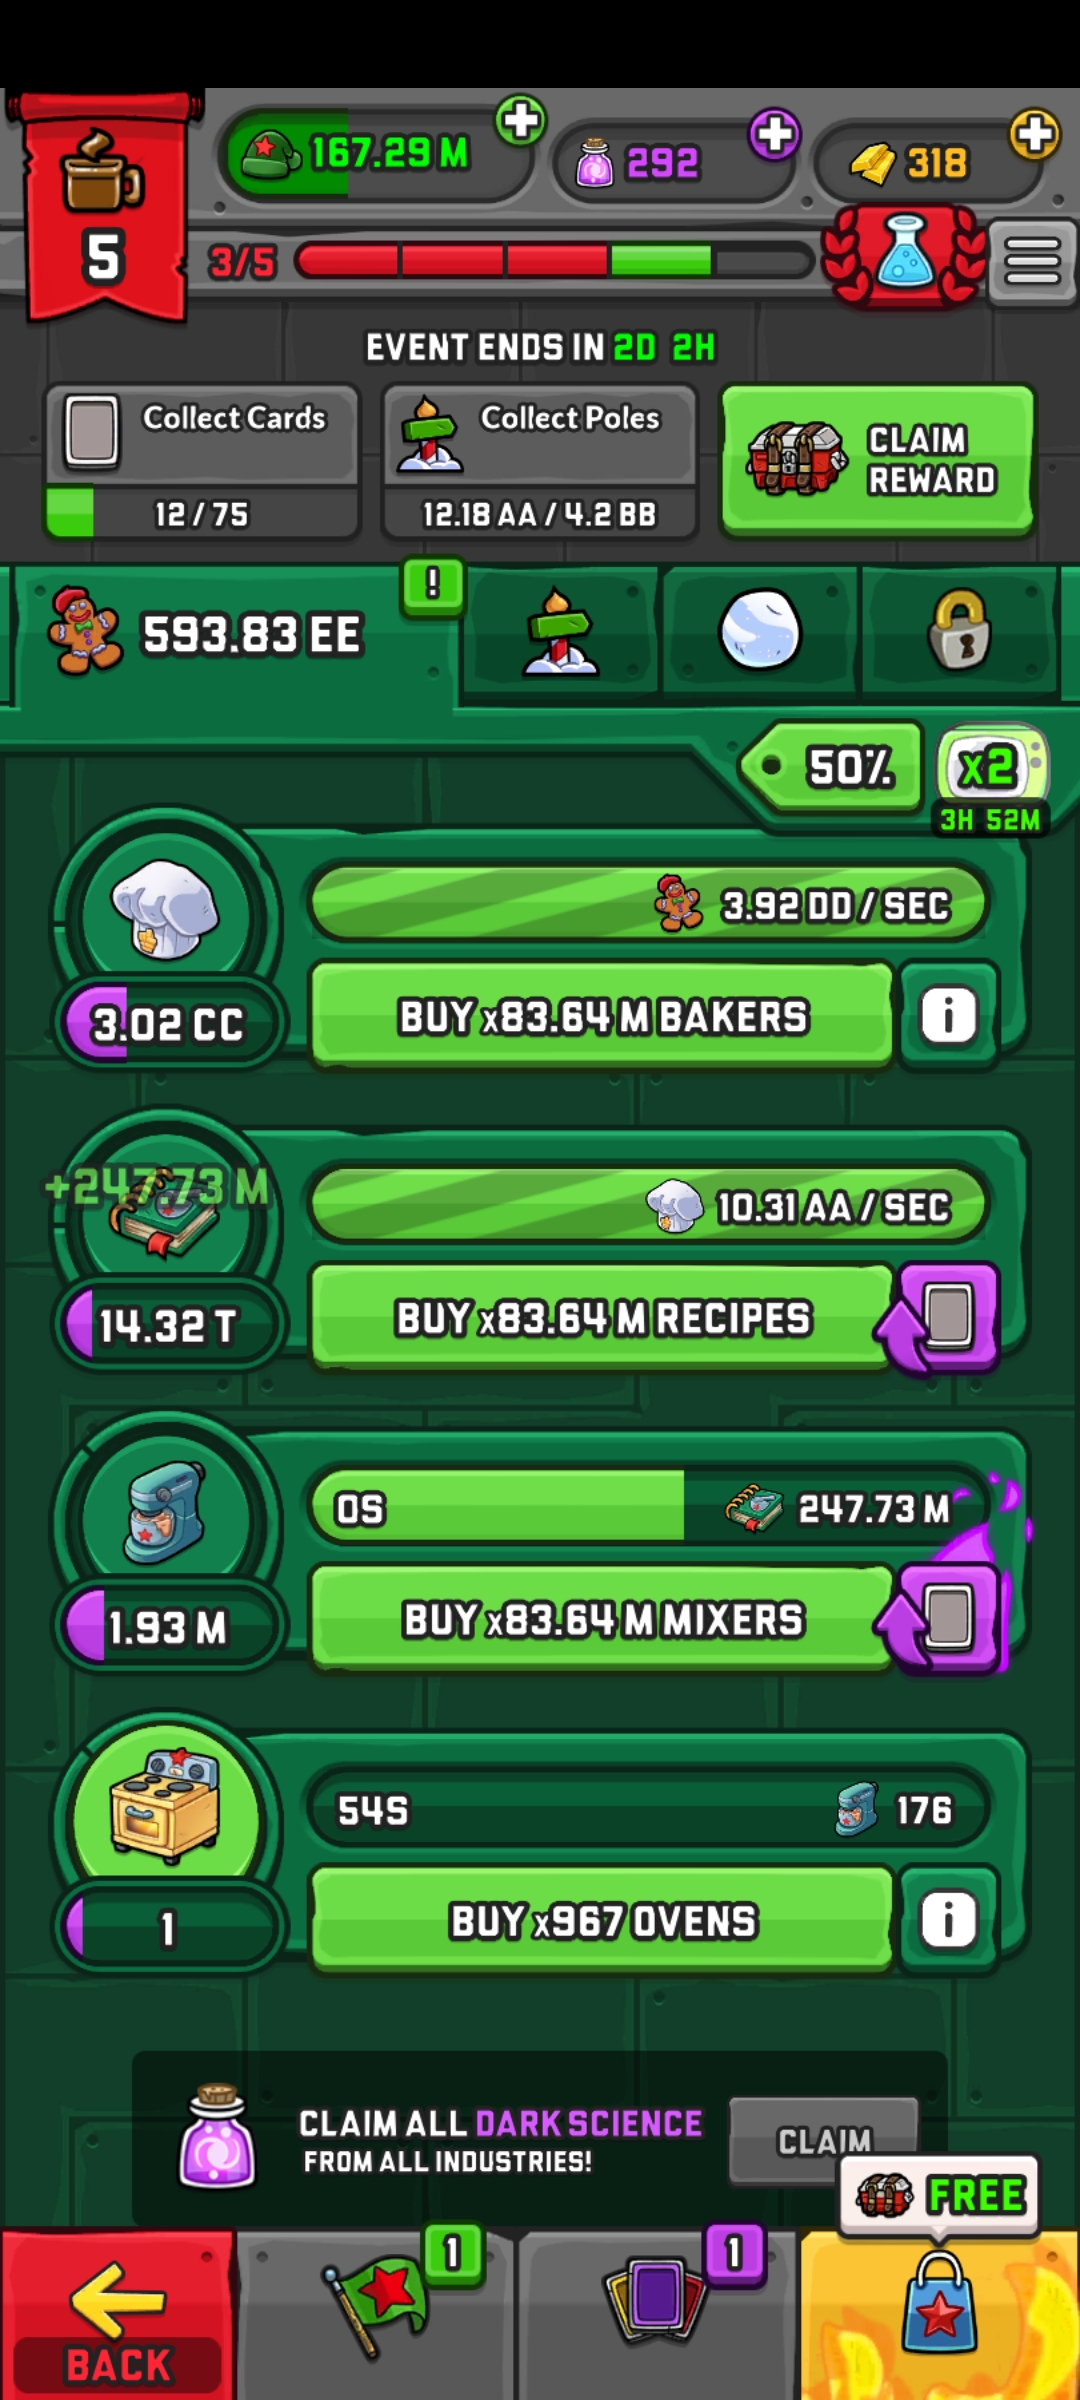 167.29 M
292
318
5
3/5
EVENT ENDS IN 2D 2H
Collect Cards
12 / 75
Collect Poles
12.18 AA / 4.2 BB
CLAIM
REWARD
593.83 EE
!
50%
x2
3H 52M
3.92 DD / SEC
3.02 CC
BUY x83.64 M BAKERS
i
+247.73 M
10.31 AA / SEC
14.32 T
BUY x83.64 M RECIPES
0S
247.73 M
1.93 M
BUY x83.64 M MIXERS
54S
176
1
BUY x967 OVENS
i
CLAIM ALL DARK SCIENCE
FROM ALL INDUSTRIES!
CLAIM
FREE
BACK
1
1